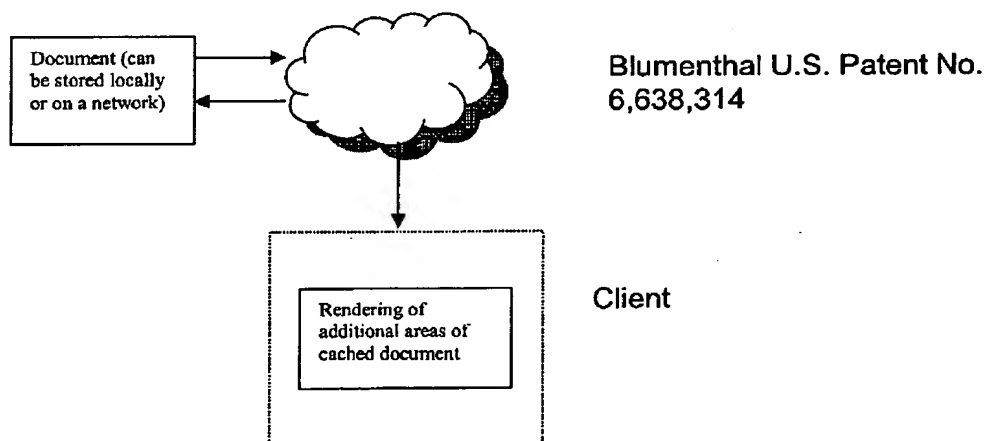 Document (can
be stored locally
or on a network)
Blumenthal U.S. Patent No.
6,638,314
Rendering of
additional areas of
cached document
Client